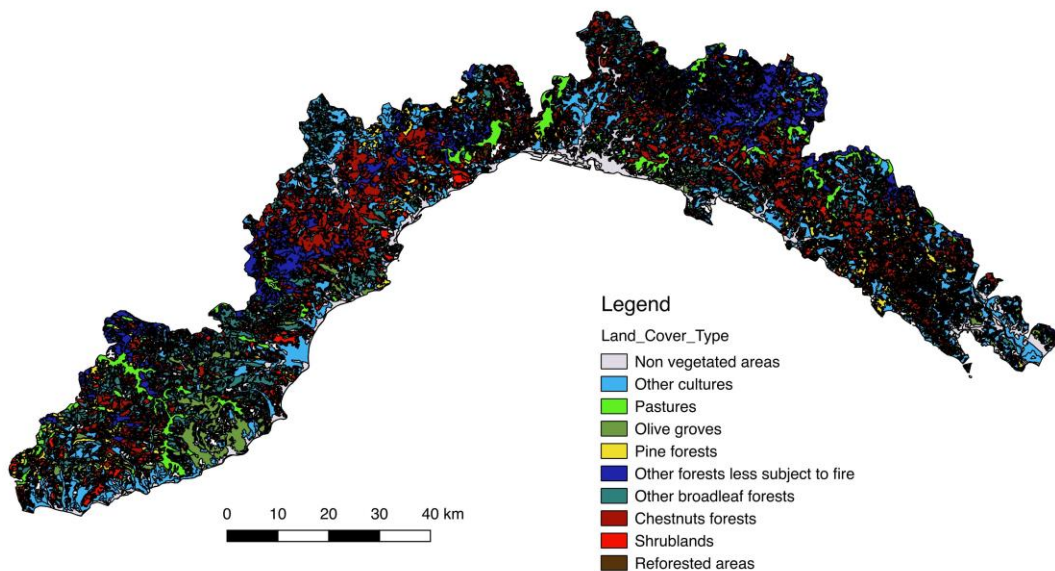 Legend
Land_Cover_Type
Non vegetated areas
Other cultures
Pastures
Olive groves
Pine forests
Other forests less subject to fire
Other broadleaf forests
Chestnuts forests
Shrublands
Reforested areas
0 10 20 30 40 km